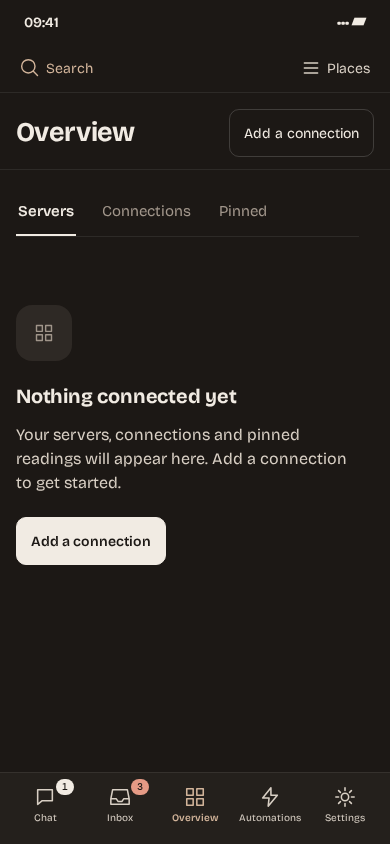 09:41
Search
Places
Overview
Add a connection
Servers
Connections
Pinned
Nothing connected yet
Your servers, connections and pinned
readings will appear here. Add a connection
to get started.
Add a connection
1
3
Chat
Inbox
Overview
Automations
Settings